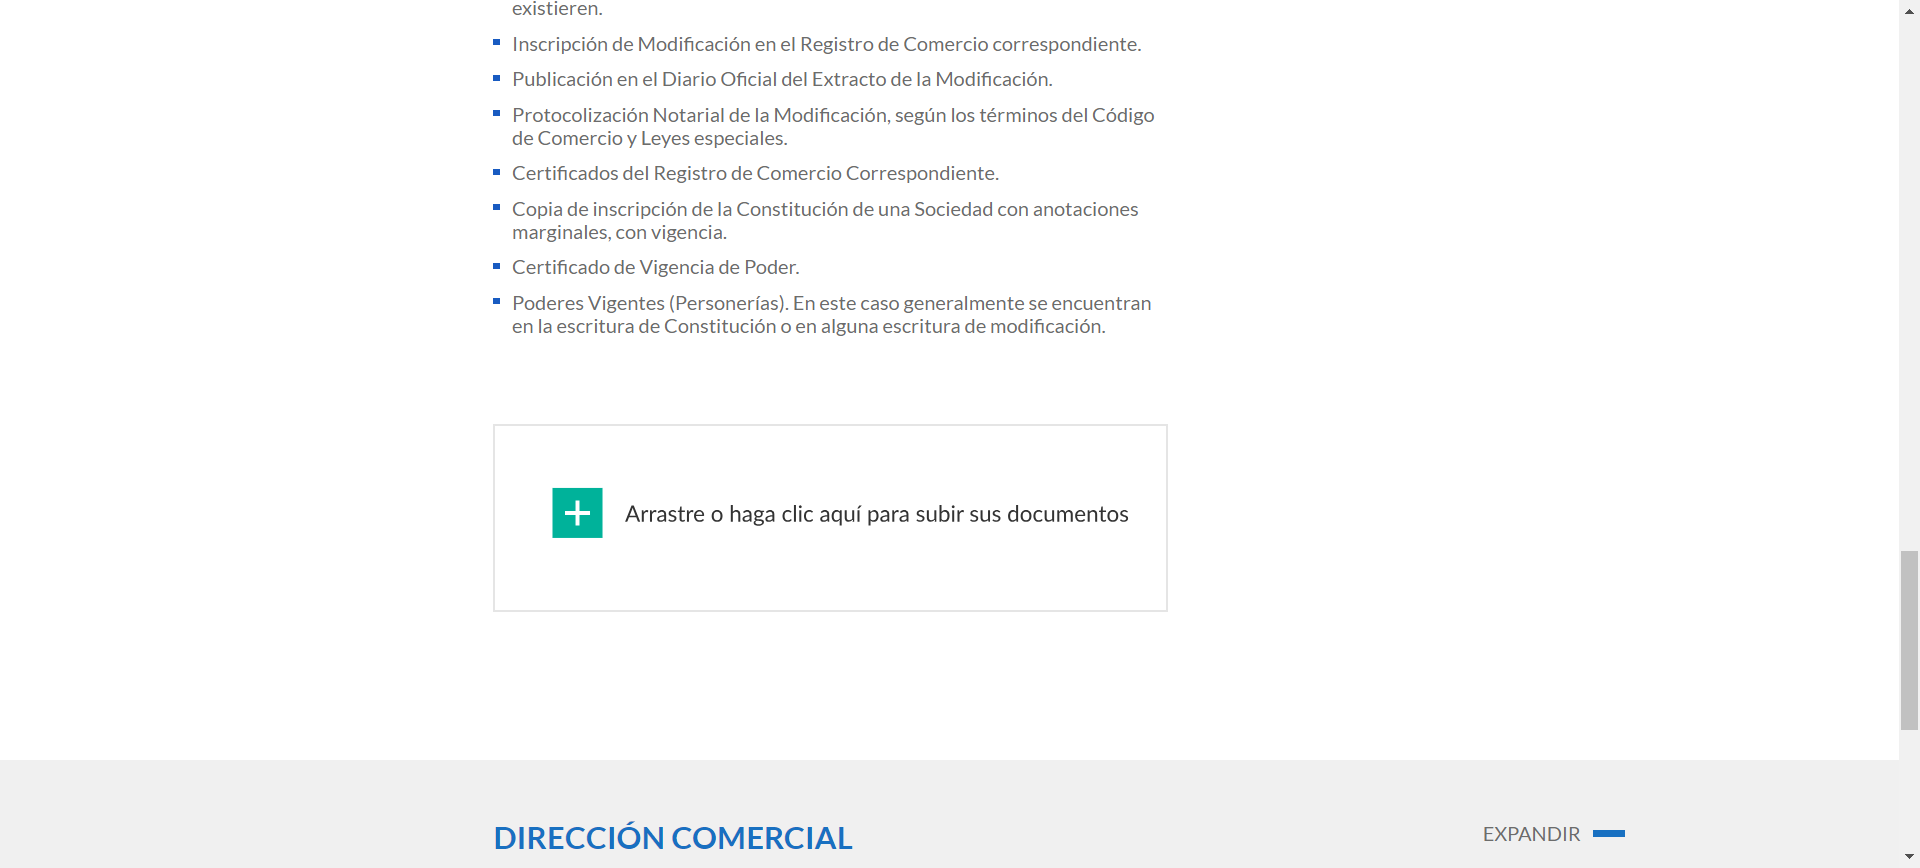 existieren.
Inscripción de Modificación en el Registro de Comercio correspondiente.
Publicación en el Diario Oficial del Extracto de la Modificación.
Protocolización Notarial de la Modificación, según los términos del Código
de Comercio y Leyes especiales.
Certificados del Registro de Comercio Correspondiente.
Copia de inscripción de la Constitución de una Sociedad con anotaciones
marginales, con vigencia.
Certificado de Vigencia de Poder.
Poderes Vigentes (Personerías). En este caso generalmente se encuentran
en la escritura de Constitución o en alguna escritura de modificación.
Arrastre o haga clic aquí para subir sus documentos
DIRECCIÓN COMERCIAL
EXPANDIR